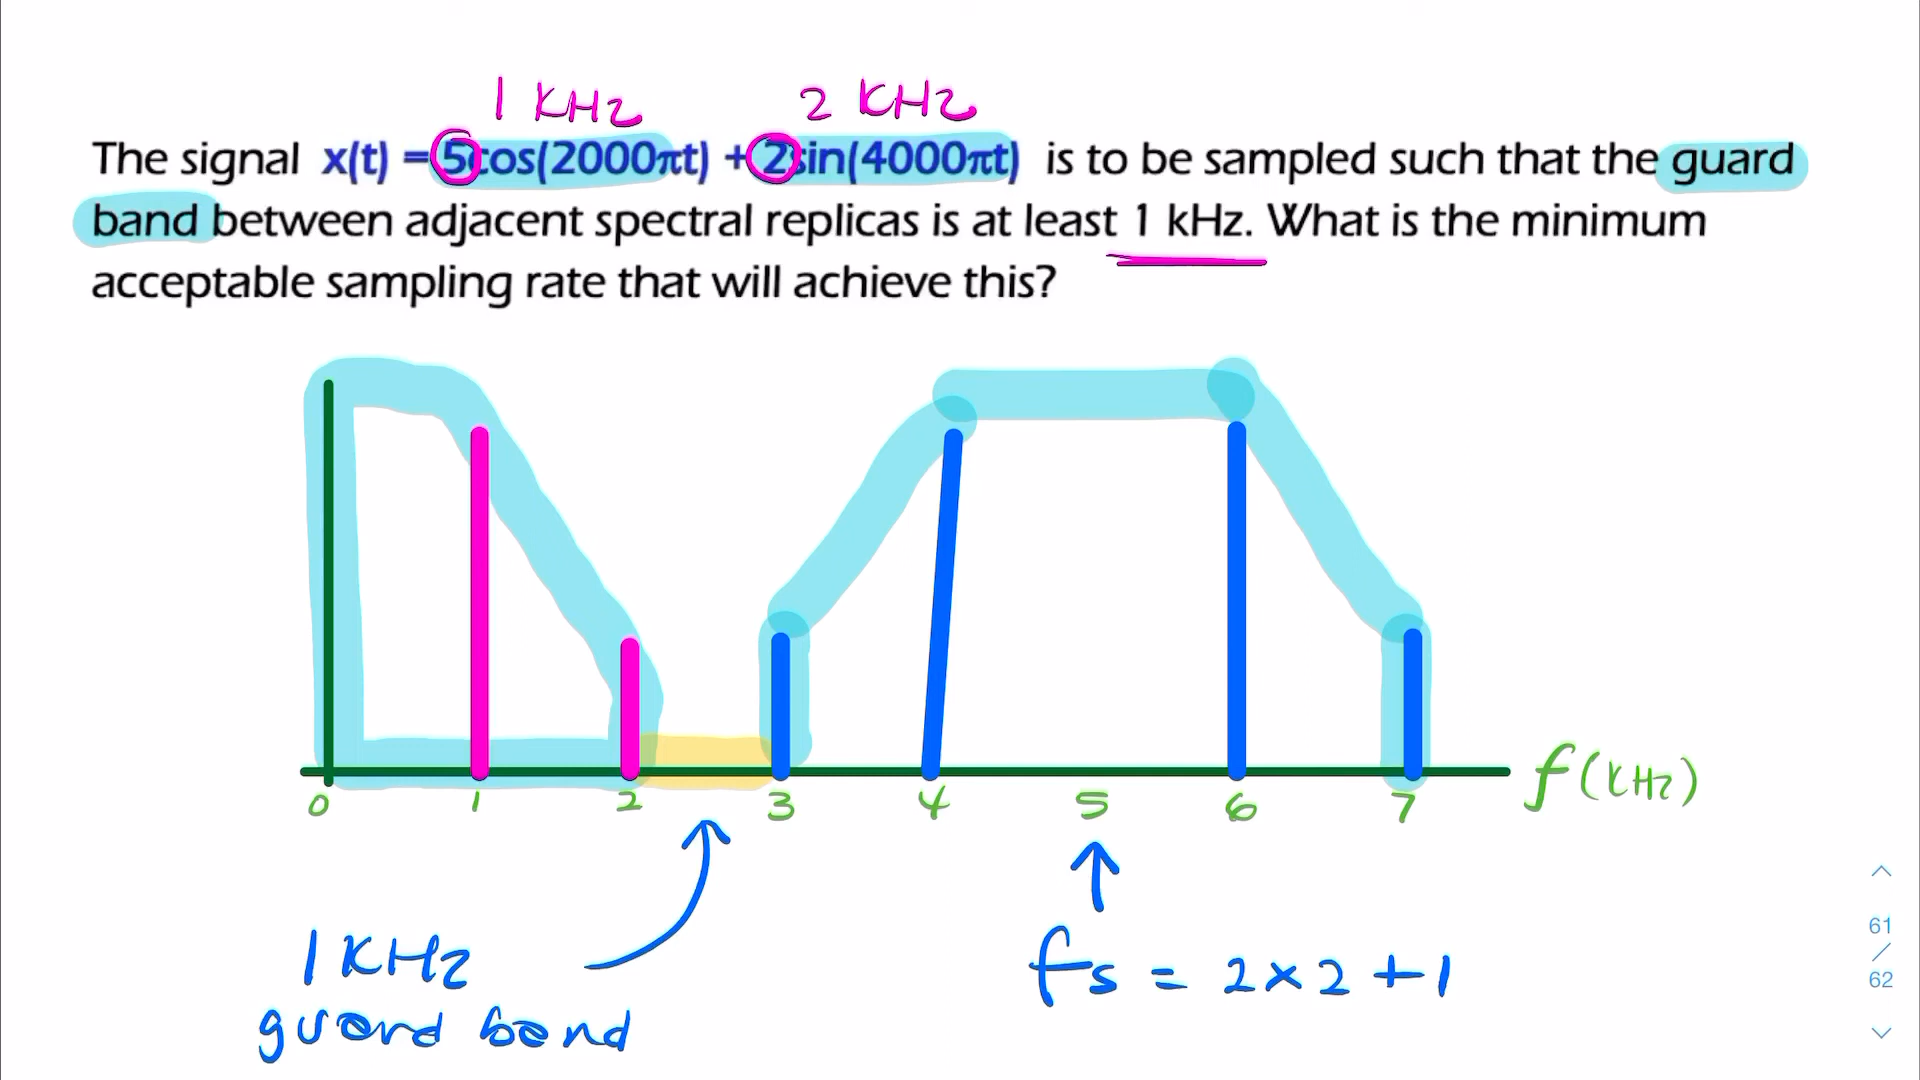 1 KHz 2 KHz
The signal x(t) = 5cos(2000πt) + 2sin(4000πt) is to be sampled such that the guard
band between adjacent spectral replicas is at least 1 kHz. What is the minimum
acceptable sampling rate that will achieve this?
0 1 2 3 4 5 6 7 f(KHz)
1 KHz
guard band
fs = 2×2+1
61
/
62